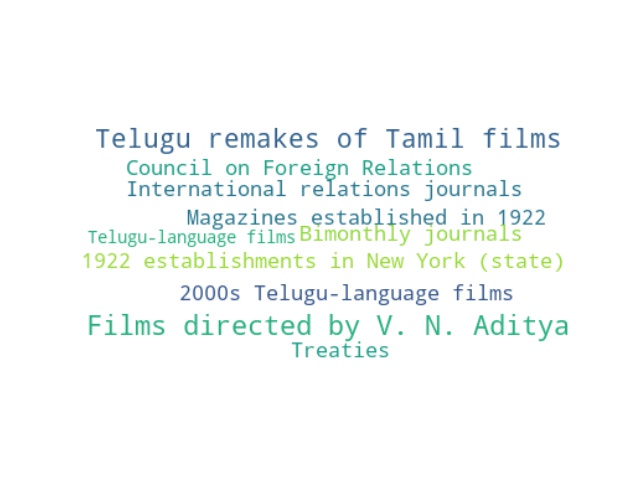 Telugu remakes of Tamil films
Council on Foreign Relations
International relations journals
Magazines established in 1922
Telugu-language films Bimonthly journals
1922 establishments in New York (state)
2000s Telugu-language films
Films directed by V. N. Aditya
Treaties